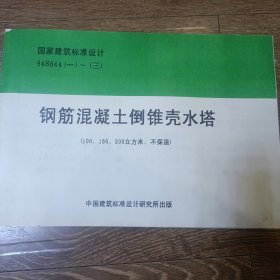 国家建筑标准设计
94S844(一)~(三)
钢筋混凝土倒锥壳水塔
(100、150、200立方米、不保温)
中国建筑标准设计研究所出版